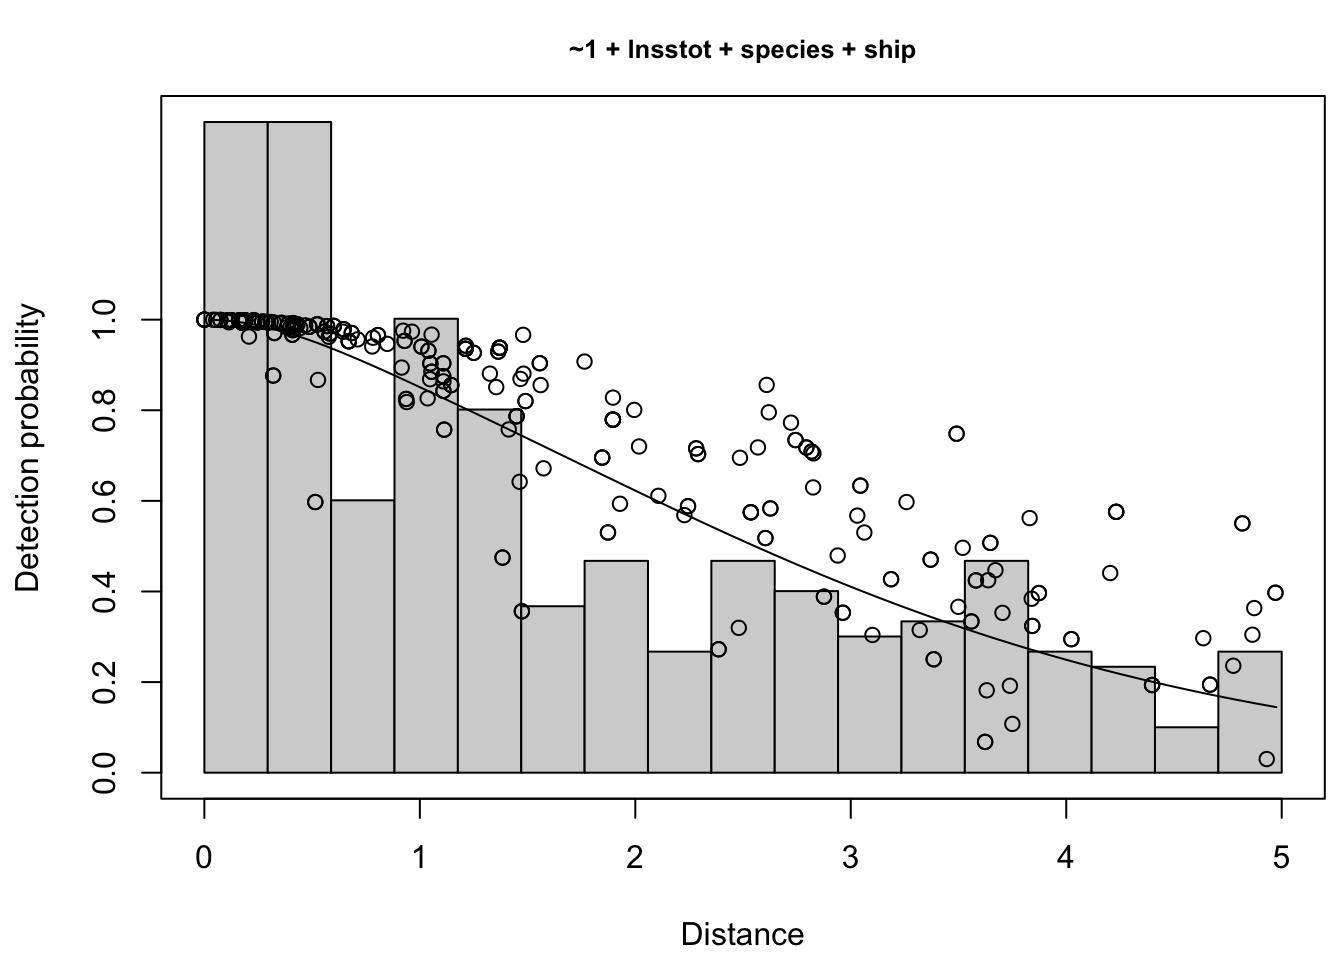 ~1 + lnsstot + species + ship
Detection probability
1.0
0.8
0.6
0.4
0.2
0.0
0 1 2 3 4 5
Distance